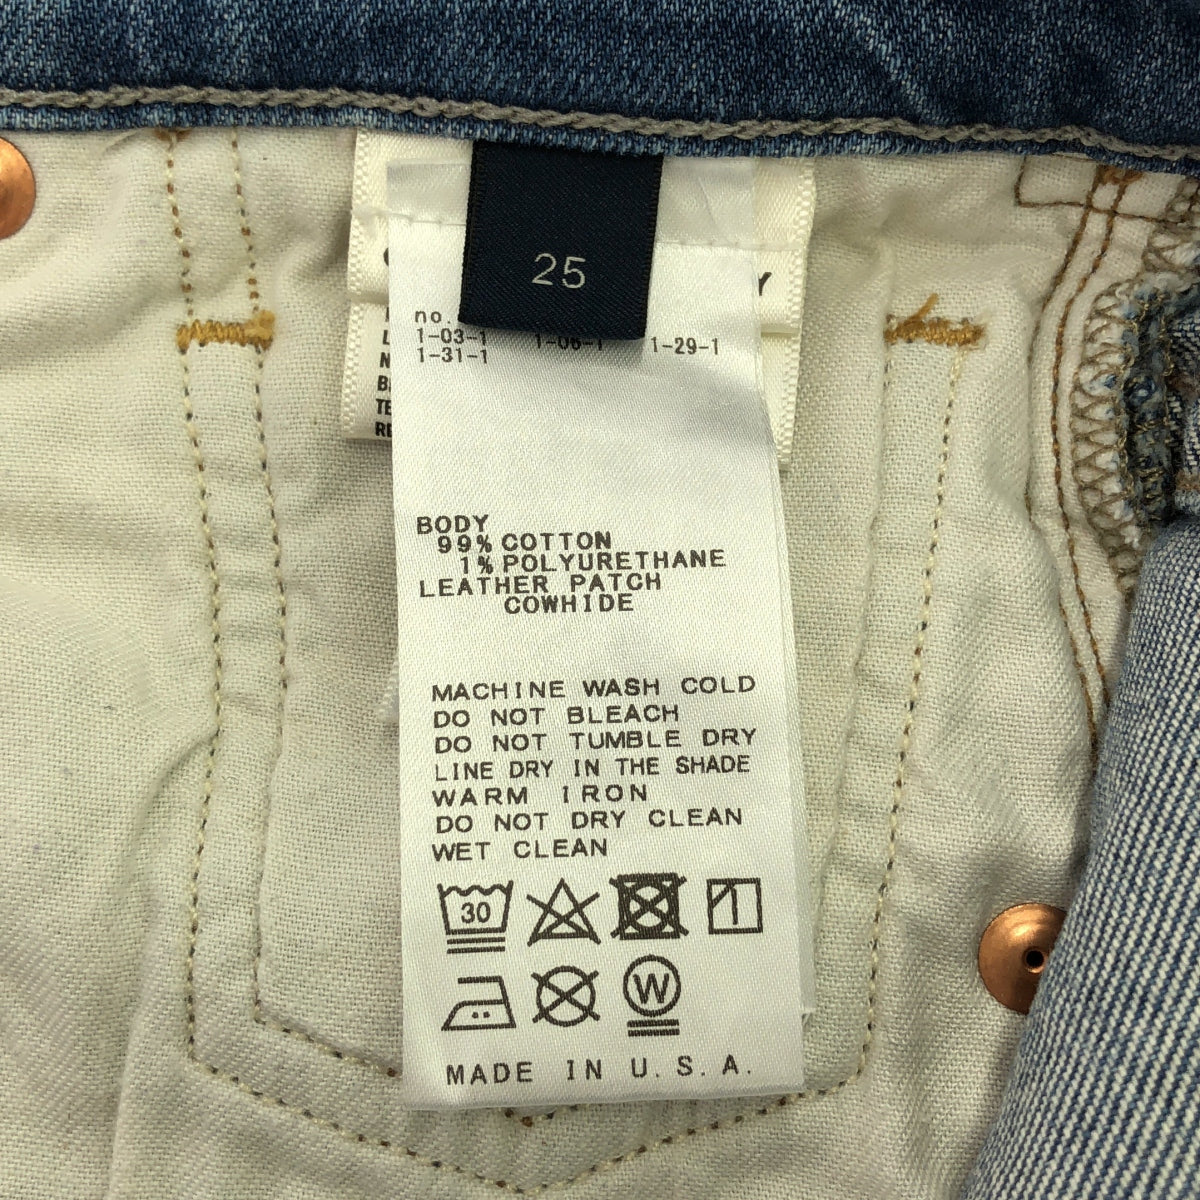 25
no.
1-03-1 1-06-1 1-29-1
1-31-1
BODY
99% COTTON
1% POLYURETHANE
LEATHER PATCH
COWHIDE
MACHINE WASH COLD
DO NOT BLEACH
DO NOT TUMBLE DRY
LINE DRY IN THE SHADE
WARM IRON
DO NOT DRY CLEAN
WET CLEAN
30
W
MADE IN U.S.A.